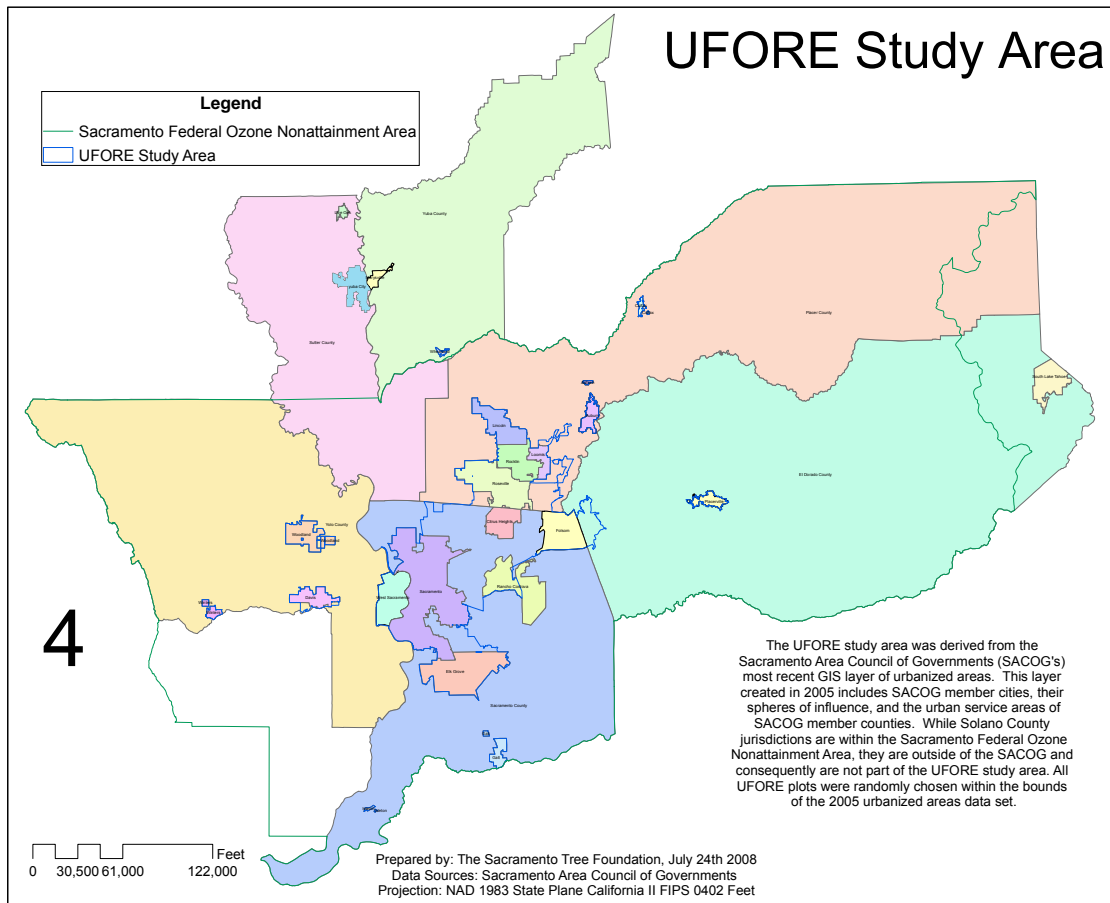 UFORE Study Area
Legend
Sacramento Federal Ozone Nonattainment Area
UFORE Study Area
Yuba County
Live Oak
Yuba City
Sutter County
Placer County
South Lake Tahoe
Lincoln
Auburn
Loomis
Rocklin
Roseville
El Dorado County
Placerville
Citrus Heights
Folsom
Yolo County
Woodland
Woodland
Rancho Cordova
Davis
West Sacramento
Sacramento
Elk Grove
Sacramento County
Galt
4
The UFORE study area was derived from the
Sacramento Area Council of Governments (SACOG's)
most recent GIS layer of urbanized areas.  This layer
created in 2005 includes SACOG member cities, their
spheres of influence, and the urban service areas of
SACOG member counties.  While Solano County
jurisdictions are within the Sacramento Federal Ozone
Nonattainment Area, they are outside of the SACOG and
consequently are not part of the UFORE study area. All
UFORE plots were randomly chosen within the bounds
of the 2005 urbanized areas data set.
Feet
0 30,500 61,000 122,000
Prepared by: The Sacramento Tree Foundation, July 24th 2008
Data Sources: Sacramento Area Council of Governments
Projection: NAD 1983 State Plane California II FIPS 0402 Feet